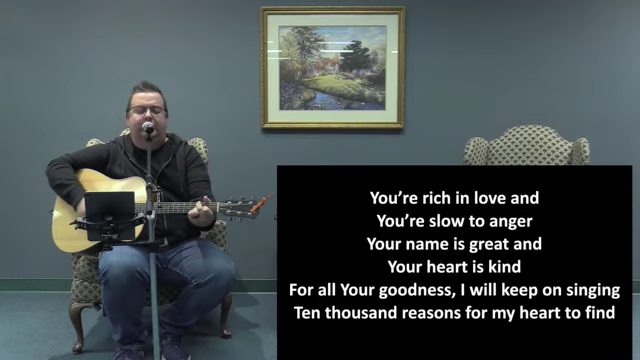 You're rich in love and
You're slow to anger
Your name is great and
Your heart is kind
For all Your goodness, I will keep on singing
Ten thousand reasons for my heart to find